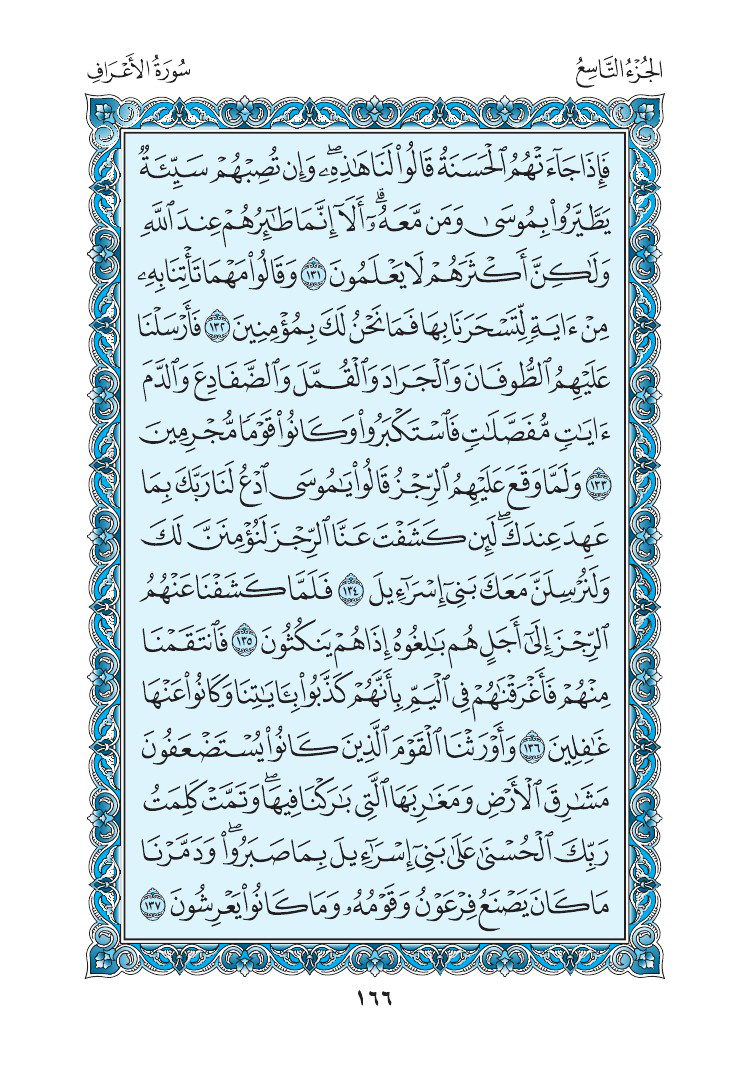 الجُزْءُ التَّاسِعُ
سُورَةُ الأَعْرَافِ
فَإِذَا جَآءَتْهُمُ ٱلْحَسَنَةُ قَالُوا۟ لَنَا هَـٰذِهِۦۖ وَإِن تُصِبْهُمْ سَيِّئَةٌۭ
يَطَّيَّرُوا۟ بِمُوسَىٰ وَمَن مَّعَهُۥٓۗ أَلَآ إِنَّمَا طَـٰٓئِرُهُمْ عِندَ ٱللَّهِ
وَلَـٰكِنَّ أَكْثَرَهُمْ لَا يَعْلَمُونَ ١٣١ وَقَالُوا۟ مَهْمَا تَأْتِنَا بِهِۦ
مِنْ ءَايَةٍۢ لِّتَسْحَرَنَا بِهَا فَمَا نَحْنُ لَكَ بِمُؤْمِنِينَ ١٣٢ فَأَرْسَلْنَا
عَلَيْهِمُ ٱلطُّوفَانَ وَٱلْجَرَادَ وَٱلْقُمَّلَ وَٱلضَّفَادِعَ وَٱلدَّمَ
ءَايَـٰتٍۢ مُّفَصَّلَـٰتٍۢ فَٱسْتَكْبَرُوا۟ وَكَانُوا۟ قَوْمًۭا مُّجْرِمِينَ
١٣٣ وَلَمَّا وَقَعَ عَلَيْهِمُ ٱلرِّجْزُ قَالُوا۟ يَـٰمُوسَى ٱدْعُ لَنَا رَبَّكَ بِمَا
عَهِدَ عِندَكَۖ لَئِن كَشَفْتَ عَنَّا ٱلرِّجْزَ لَنُؤْمِنَنَّ لَكَ
وَلَنُرْسِلَنَّ مَعَكَ بَنِىٓ إِسْرَٰٓءِيلَ ١٣٤ فَلَمَّا كَشَفْنَا عَنْهُمُ
ٱلرِّجْزَ إِلَىٰٓ أَجَلٍ هُم بَـٰلِغُوهُ إِذَا هُمْ يَنكُثُونَ ١٣٥ فَٱنتَقَمْنَا
مِنْهُمْ فَأَغْرَقْنَـٰهُمْ فِى ٱلْيَمِّ بِأَنَّهُمْ كَذَّبُوا۟ بِـَٔايَـٰتِنَا وَكَانُوا۟ عَنْهَا
غَـٰفِلِينَ ١٣٦ وَأَوْرَثْنَا ٱلْقَوْمَ ٱلَّذِينَ كَانُوا۟ يُسْتَضْعَفُونَ
مَشَـٰرِقَ ٱلْأَرْضِ وَمَغَـٰرِبَهَا ٱلَّتِى بَـٰرَكْنَا فِيهَاۖ وَتَمَّتْ كَلِمَتُ
رَبِّكَ ٱلْحُسْنَىٰ عَلَىٰ بَنِىٓ إِسْرَٰٓءِيلَ بِمَا صَبَرُوا۟ۖ وَدَمَّرْنَا
مَا كَانَ يَصْنَعُ فِرْعَوْنُ وَقَوْمُهُۥ وَمَا كَانُوا۟ يَعْرِشُونَ ١٣٧
١٦٦